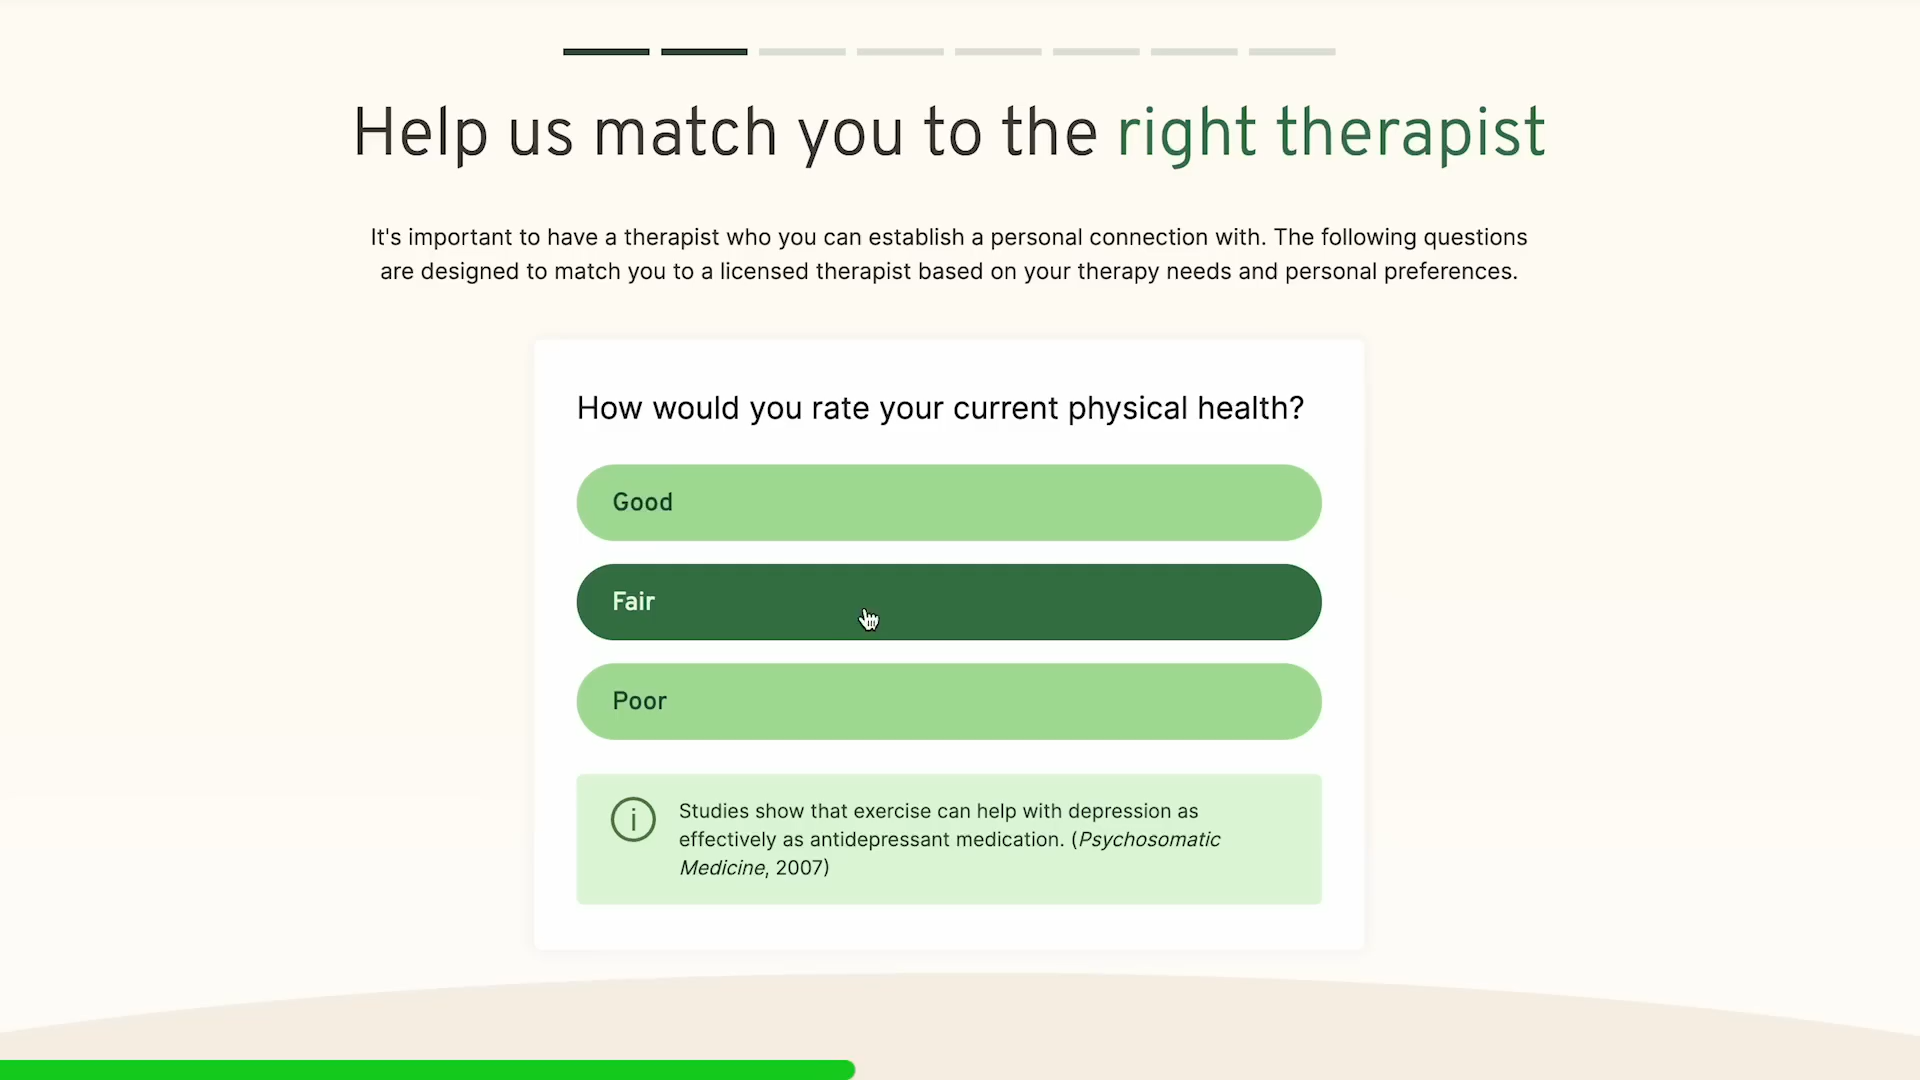 Help us match you to the right therapist
It's important to have a therapist who you can establish a personal connection with. The following questions
are designed to match you to a licensed therapist based on your therapy needs and personal preferences.
How would you rate your current physical health?
Good
Fair
Poor
Studies show that exercise can help with depression as
effectively as antidepressant medication. (Psychosomatic
Medicine, 2007)